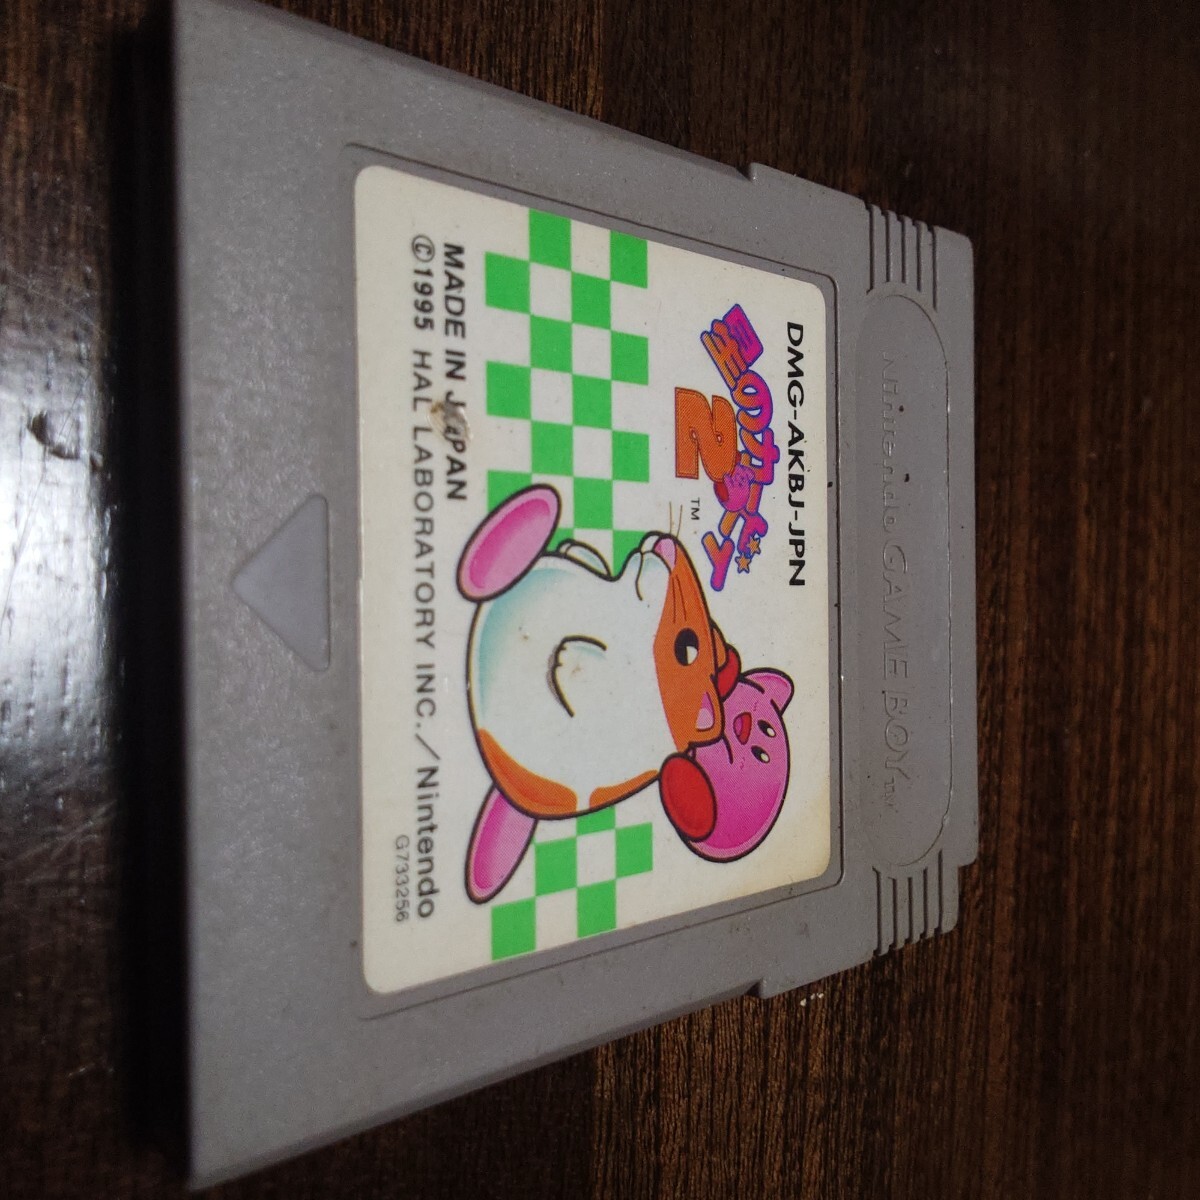 Nintendo GAME BOY TM
DMG-AKBJ-JPN
星のカービィ
2 TM
MADE IN JAPAN
©1995 HAL LABORATORY INC./Nintendo
G733256